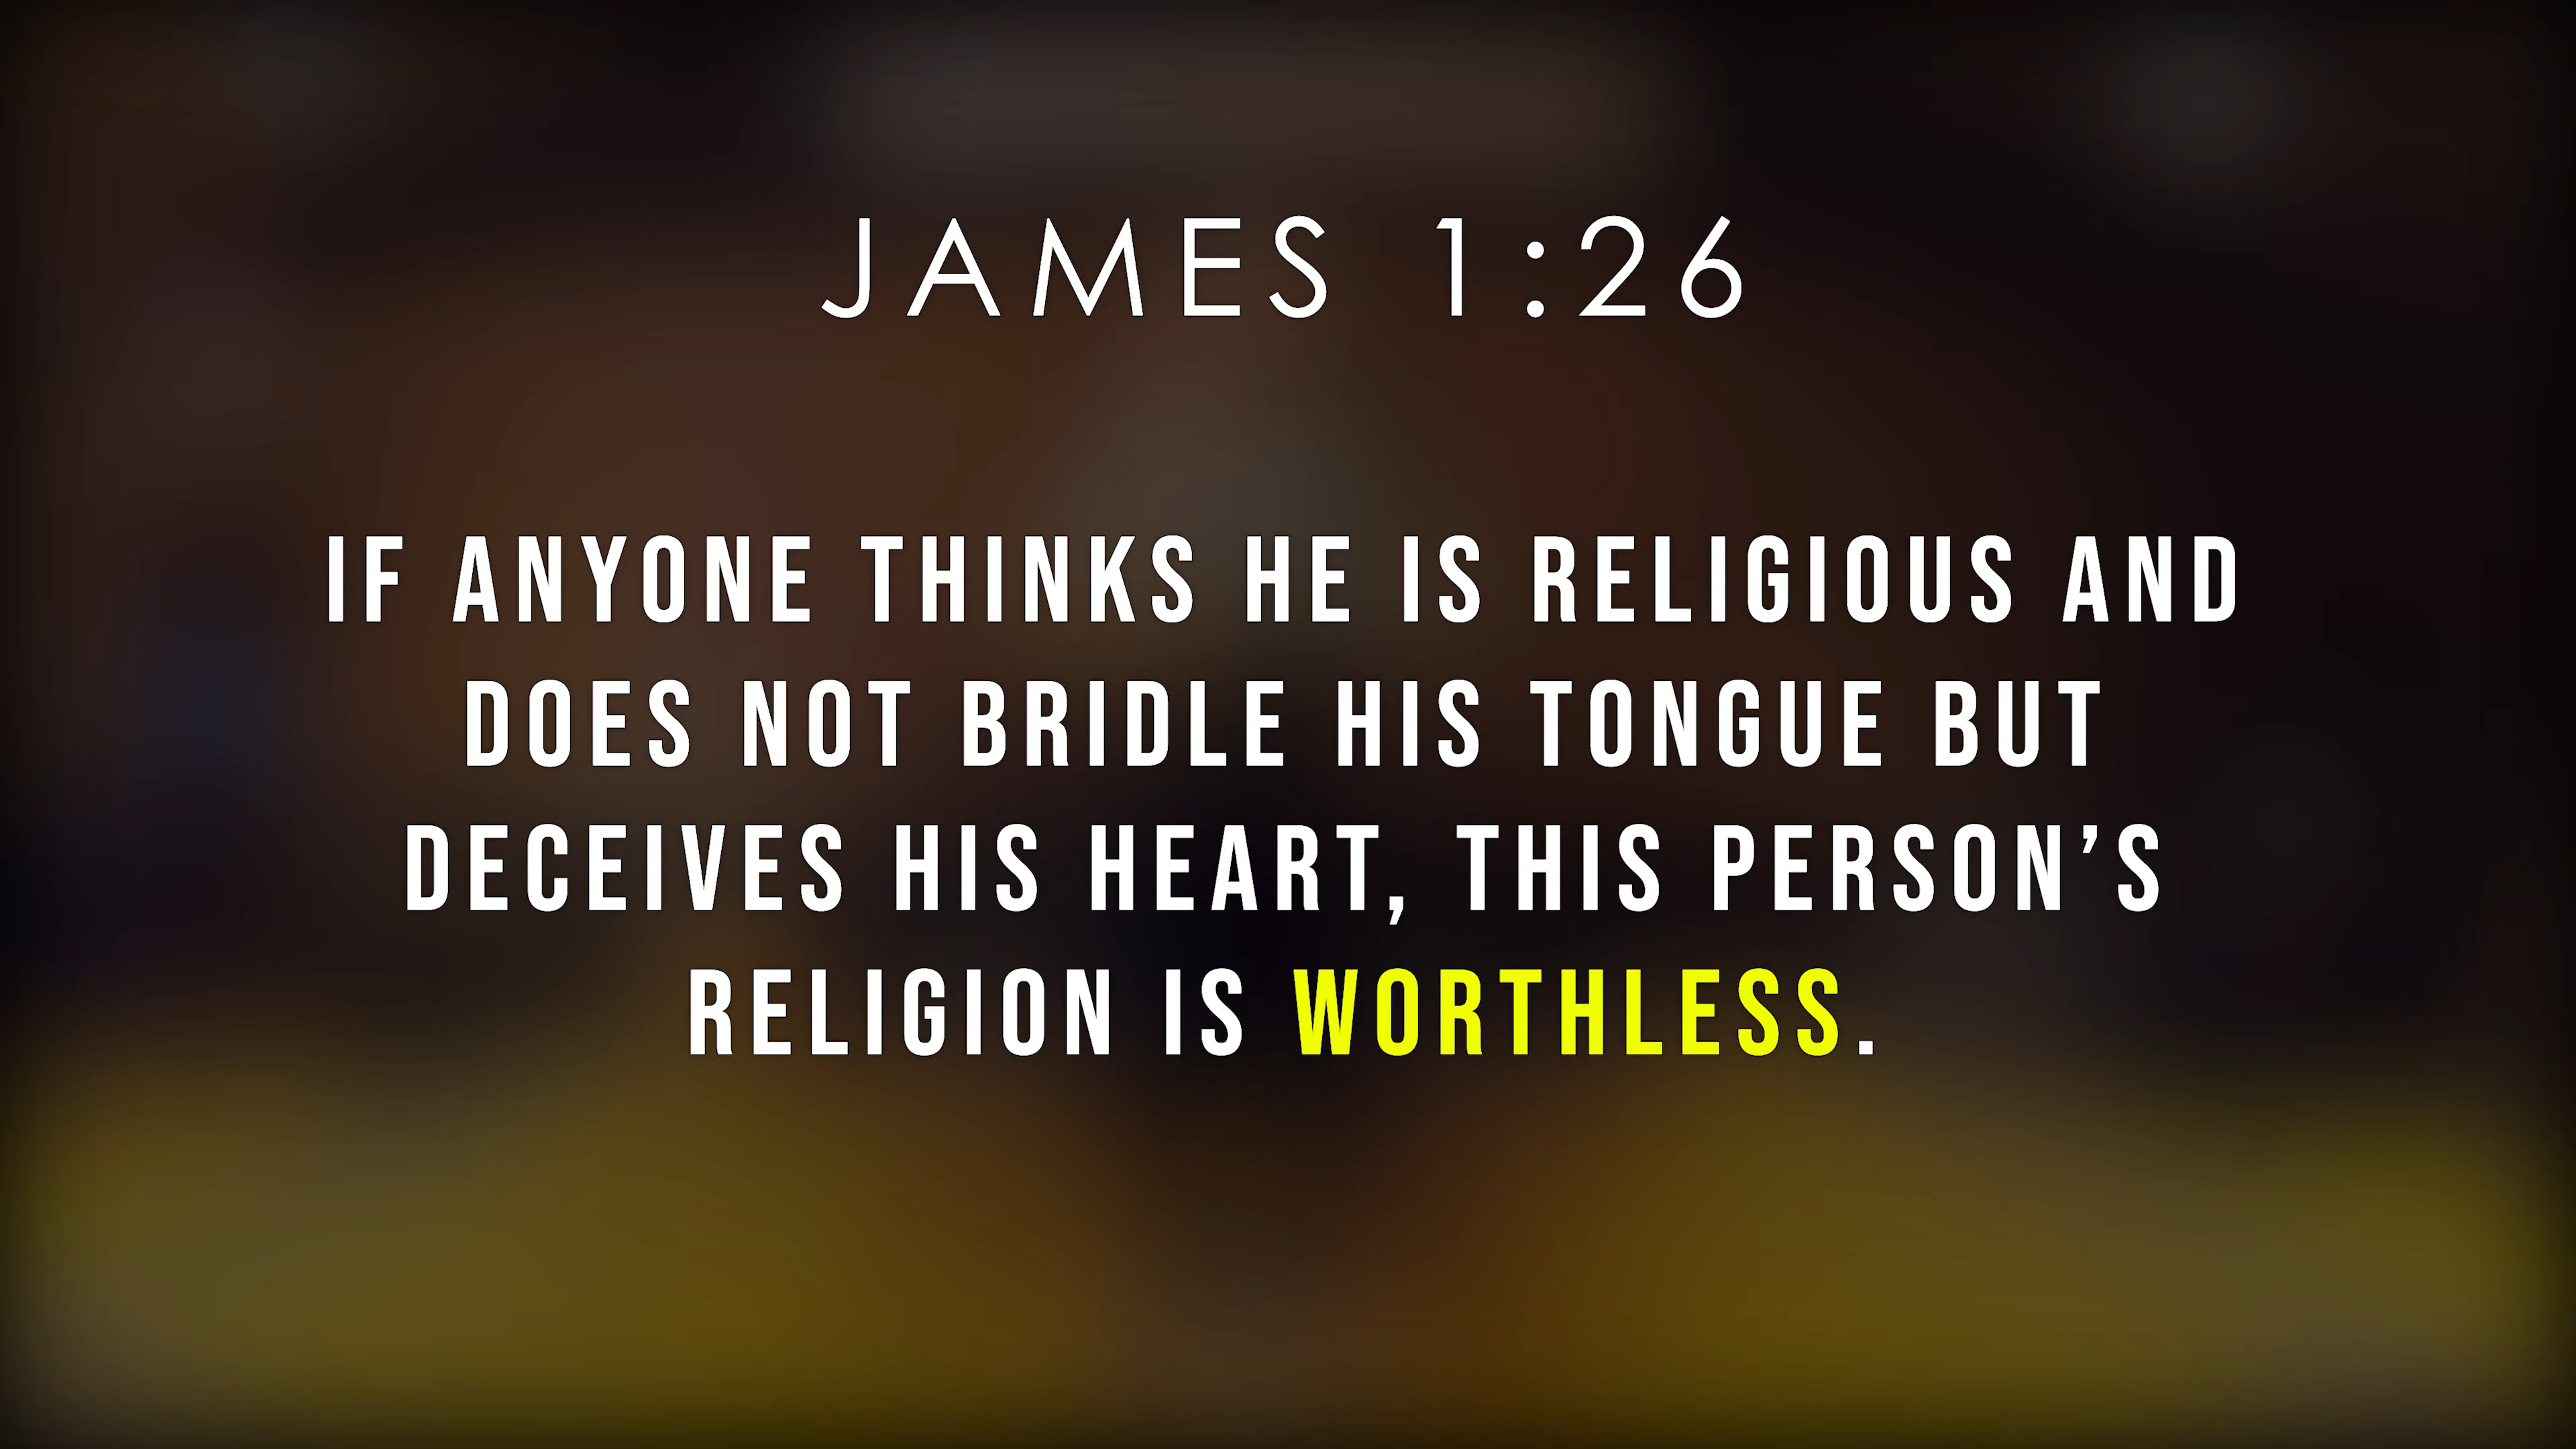 JAMES 1:26
IF ANYONE THINKS HE IS RELIGIOUS AND
DOES NOT BRIDLE HIS TONGUE BUT
DECEIVES HIS HEART, THIS PERSON’S
RELIGION IS WORTHLESS.